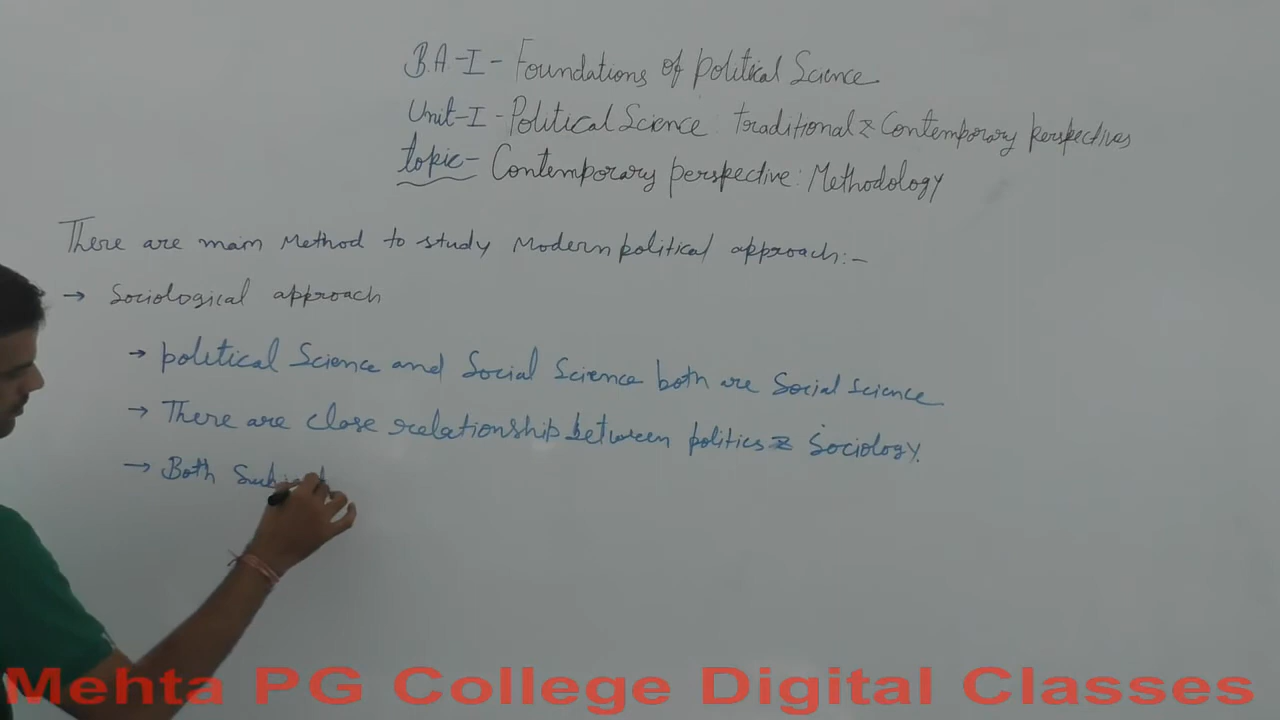 B.A.-I- Foundations of political Science
Unit-I-Political Science: traditional & Contemporary perspectives
topic- Contemporary perspective: Methodology
There are main Method to study Modern political approach:-
→ Sociological approach
→ political Science and Social Science both are Social science
→ There are close relationship between politics & Sociology.
→ Both
Mehta PG College Digital Classes